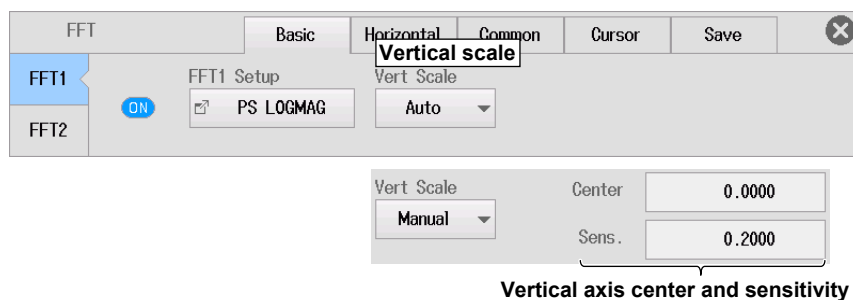 FFT Basic Horizontal Common Cursor Save
Vertical scale
FFT1 FFT1 Setup Vert Scale
ON PS LOGMAG Auto
FFT2
Vert Scale Center 0.0000
Manual
Sens. 0.2000
Vertical axis center and sensitivity